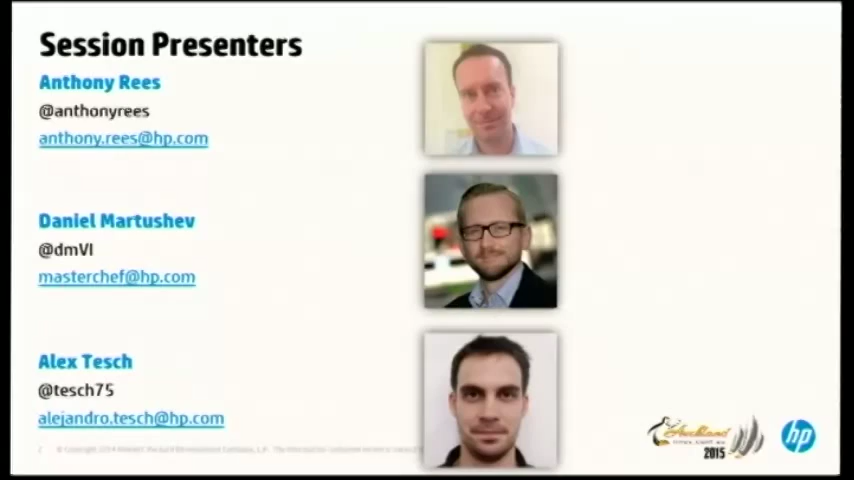 Session Presenters
Anthony Rees
@anthonyrees
anthony.rees@hp.com
Daniel Martushev
@dmVI
masterchef@hp.com
Alex Tesch
@tesch75
alejandro.tesch@hp.com
2015
hp